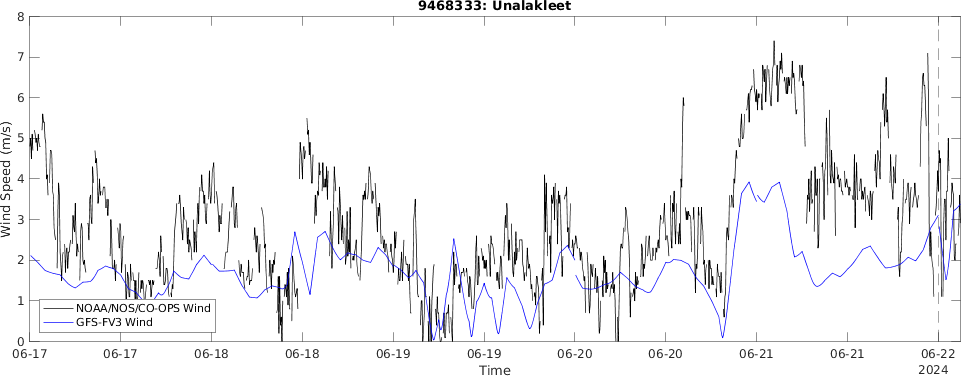 9468333: Unalakleet
8
7
6
5
4
3
2
1
0
Wind Speed (m/s)
NOAA/NOS/CO-OPS Wind
GFS-FV3 Wind
06-17 06-17 06-18 06-18 06-19 06-19 06-20 06-20 06-21 06-21 06-22
2024
Time